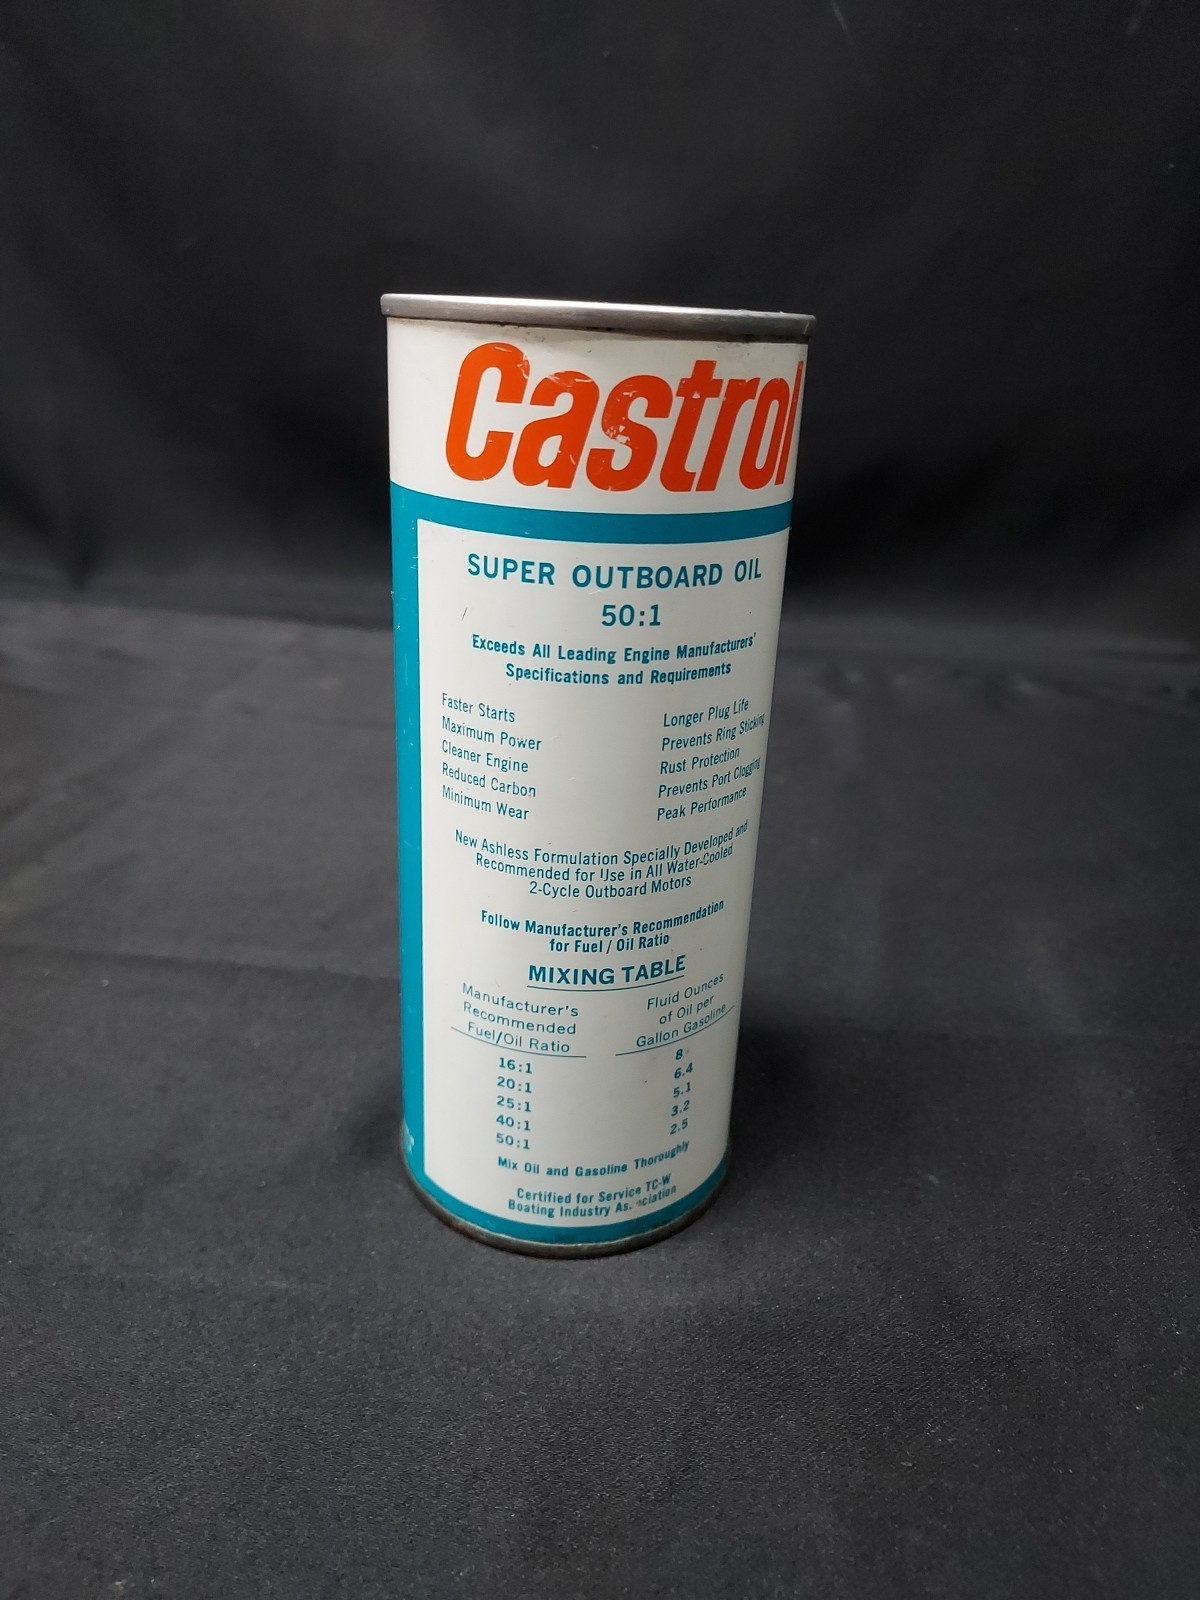 Castrol
SUPER OUTBOARD OIL
50:1
Exceeds All Leading Engine Manufacturers'
Specifications and Requirements
Faster Starts
Maximum Power
Cleaner Engine
Reduced Carbon
Minimum Wear
Longer Plug Life
Prevents Ring Sticking
Rust Protection
Prevents Port Clogging
Peak Performance
New Ashless Formulation Specially Developed and
Recommended for Use in All Water-Cooled
2-Cycle Outboard Motors
Follow Manufacturer's Recommendation
for Fuel / Oil Ratio
MIXING TABLE
Manufacturer's
Recommended
Fuel/Oil Ratio
Fluid Ounces
of Oil per
Gallon Gasoline
16:1 8
20:1 6.4
25:1 5.1
40:1 3.2
50:1 2.5
Mix Oil and Gasoline Thoroughly
Certified for Service TC-W
Boating Industry Association